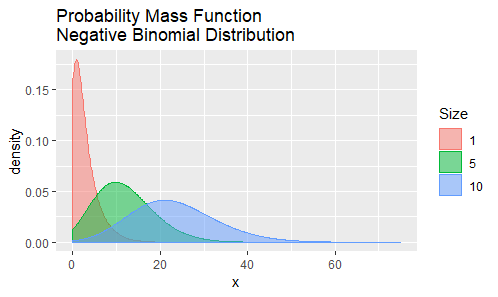 Probability Mass Function
Negative Binomial Distribution
density
0.15
0.10
0.05
0.00
0
20
40
60
x
Size
1
5
10